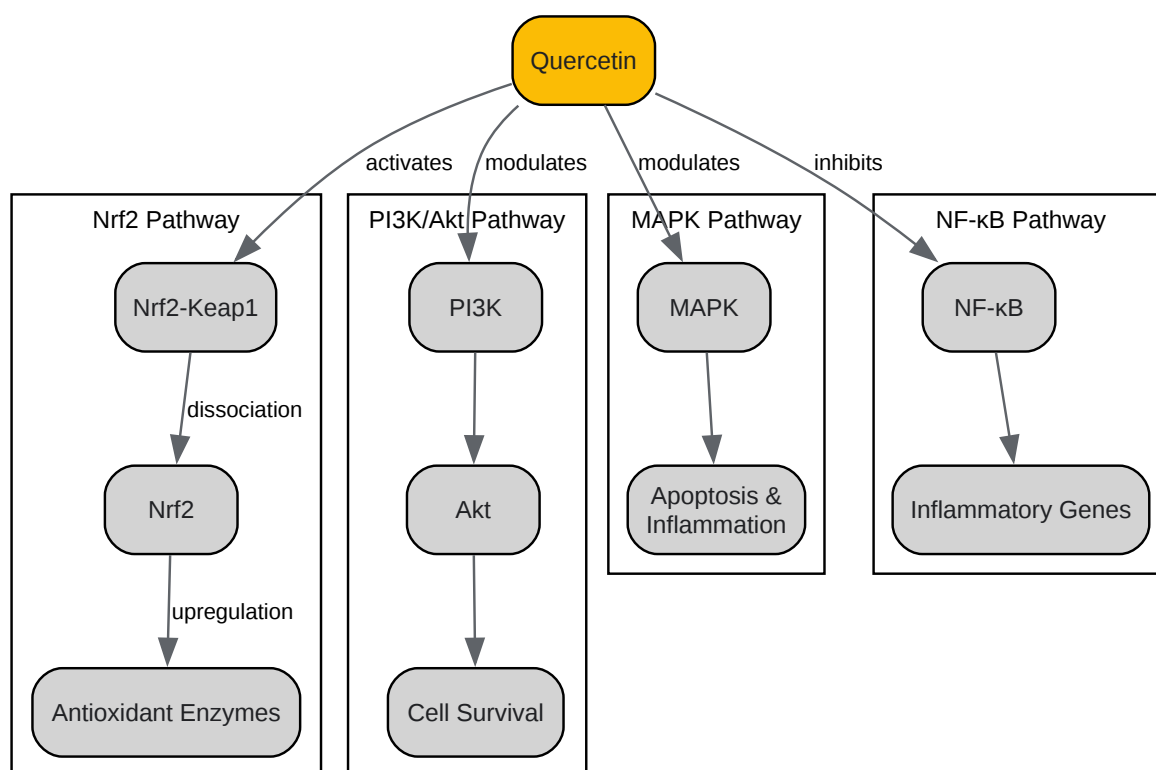 Quercetin
activates
modulates
modulates
inhibits
Nrf2 Pathway
PI3K/Akt Pathway
MAPK Pathway
NF-κB Pathway
Nrf2-Keap1
PI3K
MAPK
NF-κB
dissociation
Nrf2
Akt
Apoptosis &
Inflammation
Inflammatory Genes
upregulation
Antioxidant Enzymes
Cell Survival